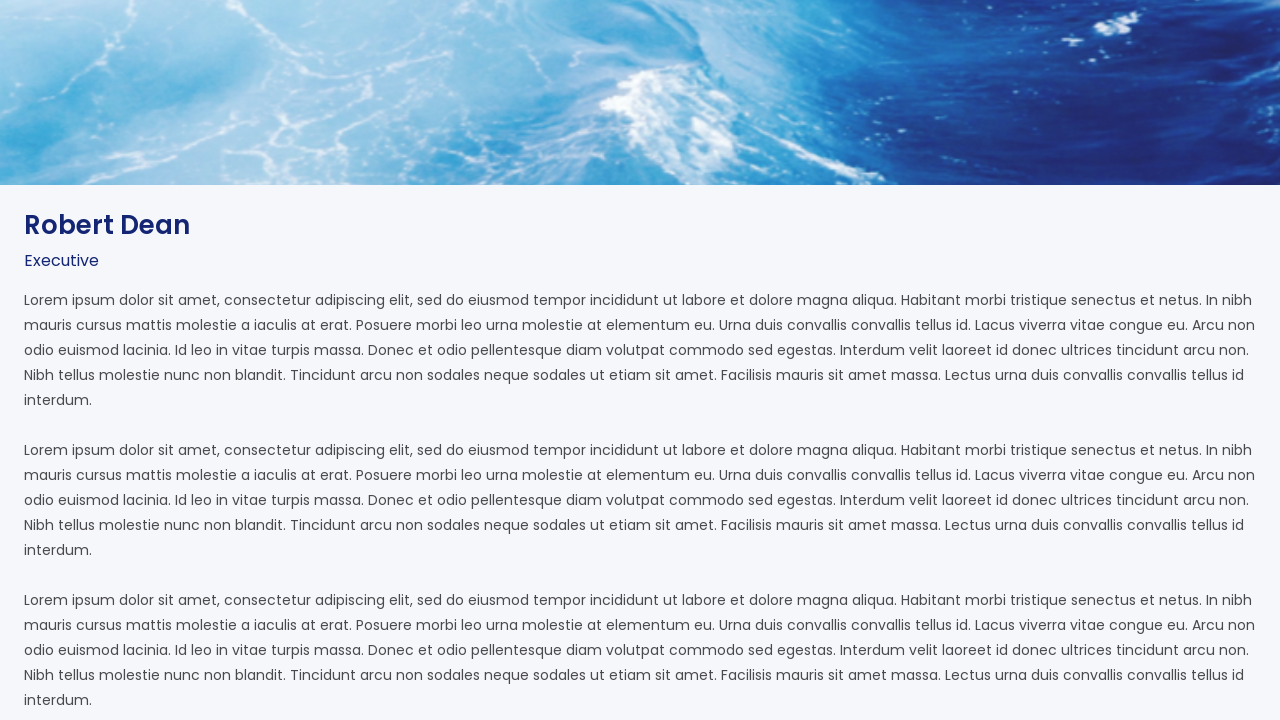 Robert Dean
Executive
Lorem ipsum dolor sit amet, consectetur adipiscing elit, sed do eiusmod tempor incididunt ut labore et dolore magna aliqua. Habitant morbi tristique senectus et netus. In nibh
mauris cursus mattis molestie a iaculis at erat. Posuere morbi leo urna molestie at elementum eu. Urna duis convallis convallis tellus id. Lacus viverra vitae congue eu. Arcu non
odio euismod lacinia. Id leo in vitae turpis massa. Donec et odio pellentesque diam volutpat commodo sed egestas. Interdum velit laoreet id donec ultrices tincidunt arcu non.
Nibh tellus molestie nunc non blandit. Tincidunt arcu non sodales neque sodales ut etiam sit amet. Facilisis mauris sit amet massa. Lectus urna duis convallis convallis tellus id
interdum.
Lorem ipsum dolor sit amet, consectetur adipiscing elit, sed do eiusmod tempor incididunt ut labore et dolore magna aliqua. Habitant morbi tristique senectus et netus. In nibh
mauris cursus mattis molestie a iaculis at erat. Posuere morbi leo urna molestie at elementum eu. Urna duis convallis convallis tellus id. Lacus viverra vitae congue eu. Arcu non
odio euismod lacinia. Id leo in vitae turpis massa. Donec et odio pellentesque diam volutpat commodo sed egestas. Interdum velit laoreet id donec ultrices tincidunt arcu non.
Nibh tellus molestie nunc non blandit. Tincidunt arcu non sodales neque sodales ut etiam sit amet. Facilisis mauris sit amet massa. Lectus urna duis convallis convallis tellus id
interdum.
Lorem ipsum dolor sit amet, consectetur adipiscing elit, sed do eiusmod tempor incididunt ut labore et dolore magna aliqua. Habitant morbi tristique senectus et netus. In nibh
mauris cursus mattis molestie a iaculis at erat. Posuere morbi leo urna molestie at elementum eu. Urna duis convallis convallis tellus id. Lacus viverra vitae congue eu. Arcu non
odio euismod lacinia. Id leo in vitae turpis massa. Donec et odio pellentesque diam volutpat commodo sed egestas. Interdum velit laoreet id donec ultrices tincidunt arcu non.
Nibh tellus molestie nunc non blandit. Tincidunt arcu non sodales neque sodales ut etiam sit amet. Facilisis mauris sit amet massa. Lectus urna duis convallis convallis tellus id
interdum.